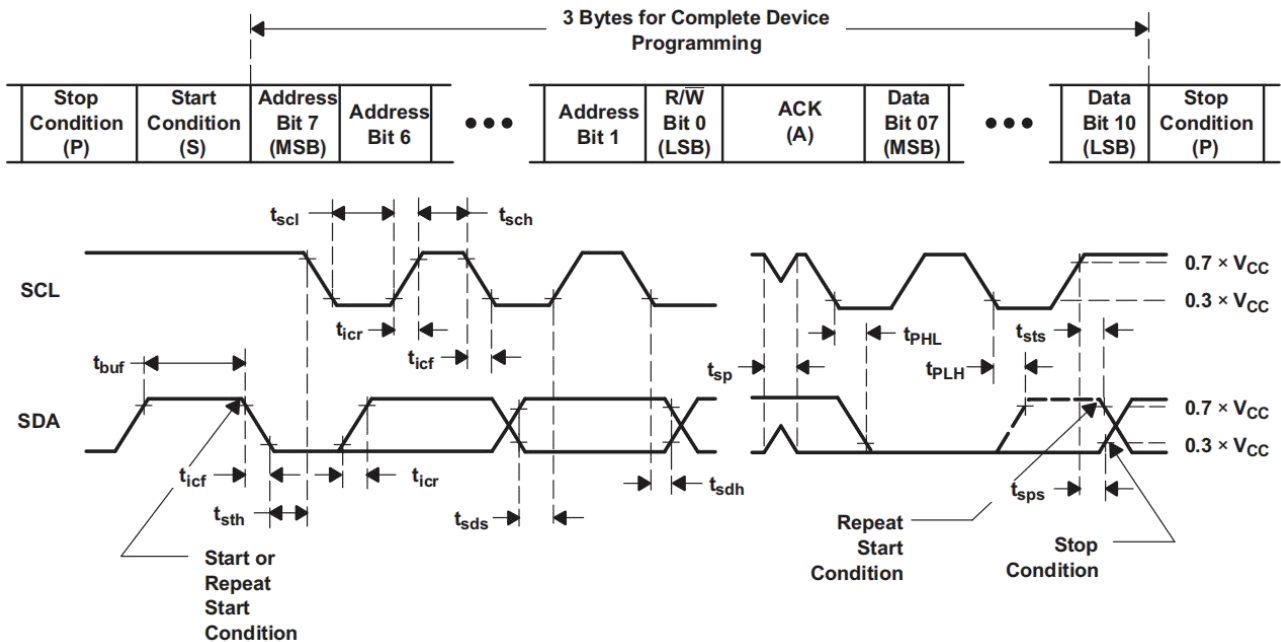 3 Bytes for Complete Device
Programming
Stop
Condition
(P)
Start
Condition
(S)
Address
Bit 7
(MSB)
Address
Bit 6
•••
Address
Bit 1
R/W̅
Bit 0
(LSB)
ACK
(A)
Data
Bit 07
(MSB)
•••
Data
Bit 10
(LSB)
Stop
Condition
(P)
tscl
tsch
SCL
0.7 × VCC
0.3 × VCC
ticr
ticf
tPHL
tsts
tbuf
tsp
tPLH
SDA
0.7 × VCC
0.3 × VCC
ticf
ticr
tsdh
tsps
tsth
tsds
Start or
Repeat
Start
Condition
Repeat
Start
Condition
Stop
Condition